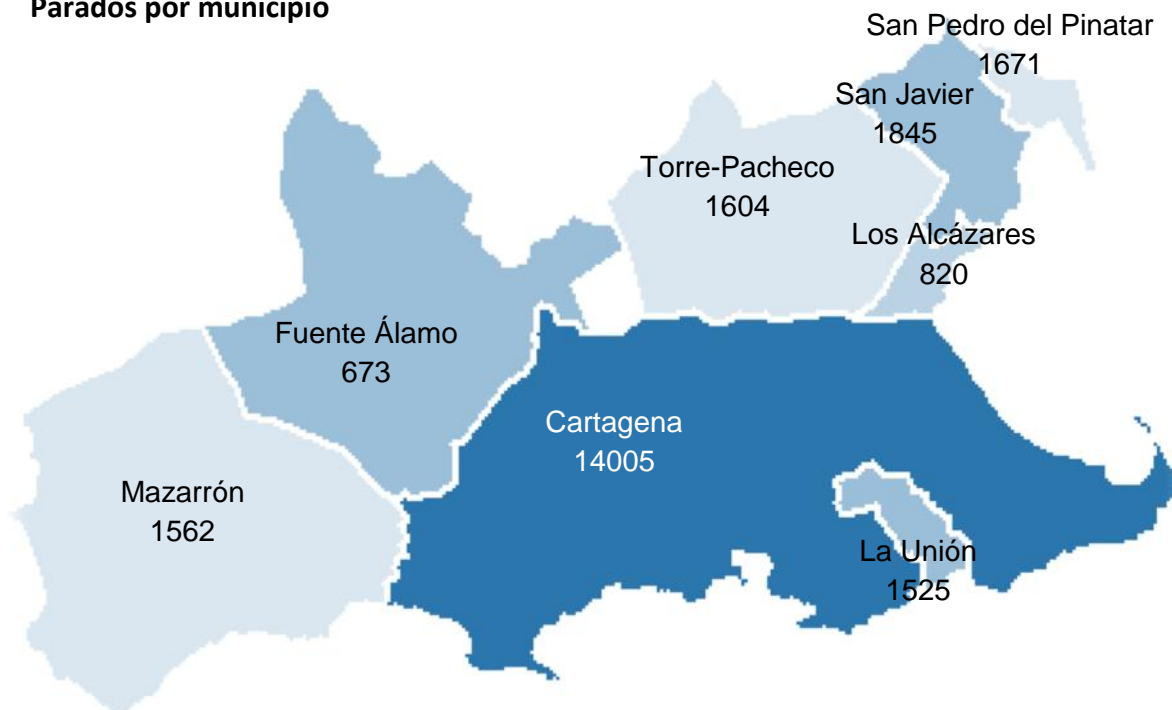 Parados por municipio
San Pedro del Pinatar
1671
San Javier
1845
Torre-Pacheco
1604
Los Alcázares
820
Fuente Álamo
673
Cartagena
14005
Mazarrón
1562
La Unión
1525